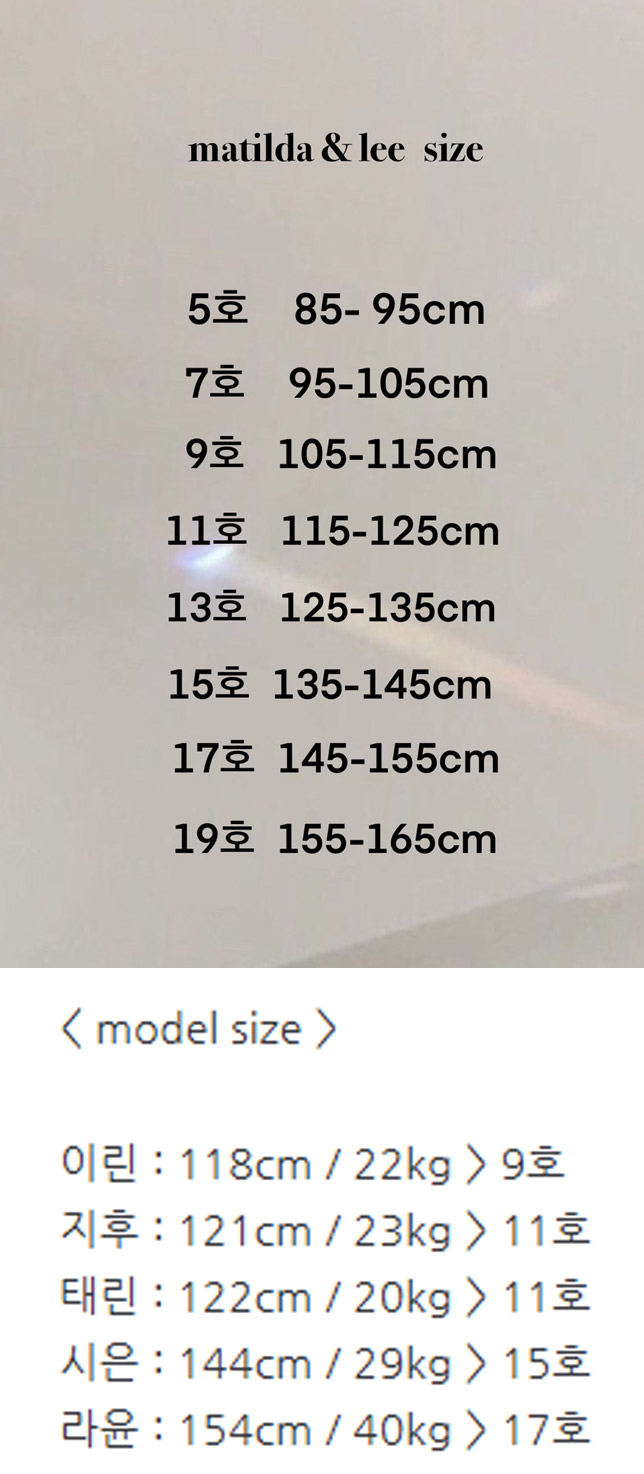 matilda & lee size
5호 85- 95cm
7호 95-105cm
9호 105-115cm
11호 115-125cm
13호 125-135cm
15호 135-145cm
17호 145-155cm
19호 155-165cm
< model size >
이린 : 118cm / 22kg > 9호
지후 : 121cm / 23kg > 11호
태린 : 122cm / 20kg > 11호
시은 : 144cm / 29kg > 15호
라윤 : 154cm / 40kg > 17호